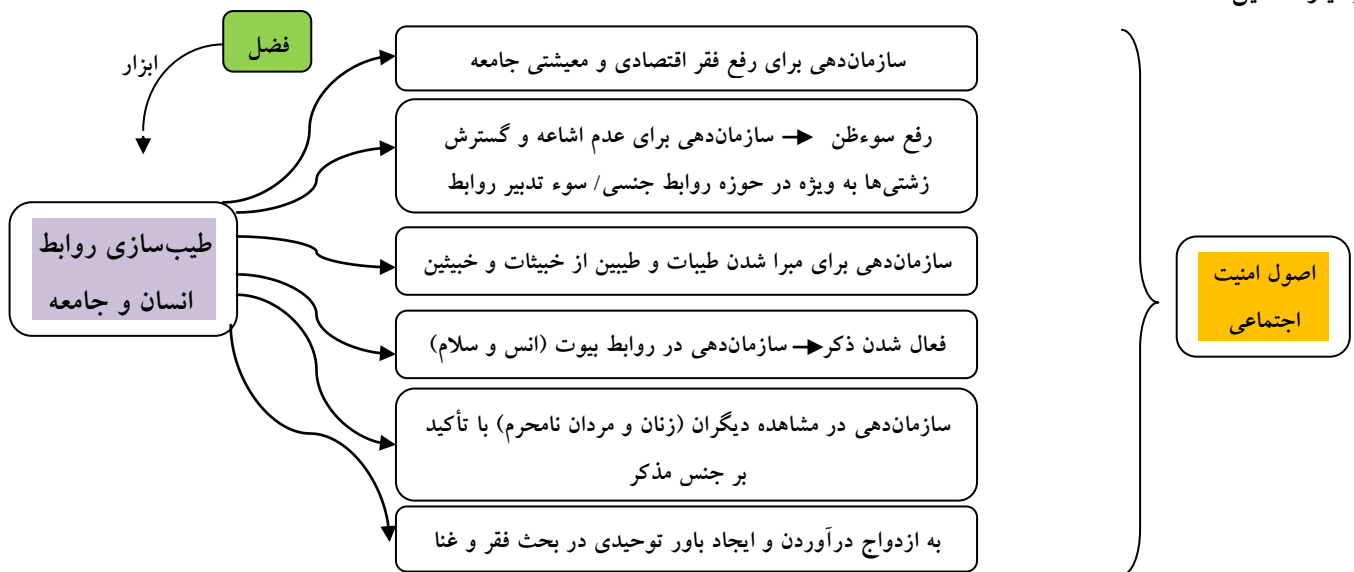 فضل
ابزار
سازمان‌دهی برای رفع فقر اقتصادی و معیشتی جامعه
رفع سوءظن → سازمان‌دهی برای عدم اشاعه و گسترش
زشتی‌ها به ویژه در حوزه روابط جنسی/ سوء تدبیر روابط
طیب‌سازی روابط
انسان و جامعه
سازمان‌دهی برای مبرا شدن طیبات و طیبین از خبیثات و خبیثین
فعال شدن ذکر → سازمان‌دهی در روابط بیوت (انس و سلام)
سازمان‌دهی در مشاهده دیگران (زنان و مردان نامحرم) با تأکید
بر جنس مذکر
به ازدواج درآوردن و ایجاد باور توحیدی در بحث فقر و غنا
اصول امنیت
اجتماعی